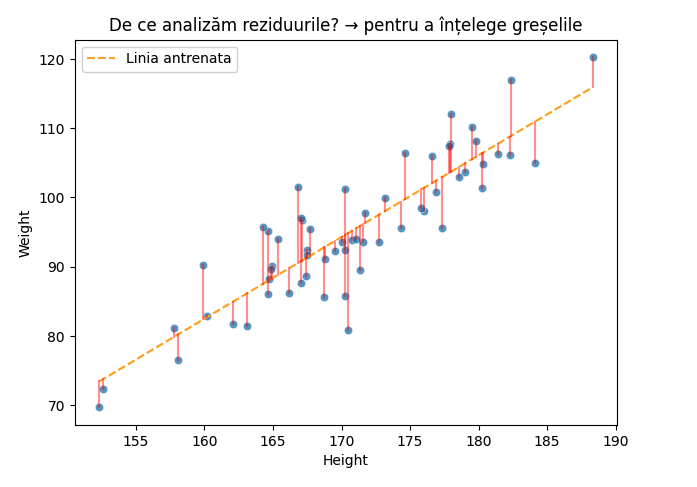 De ce analizăm reziduurile? → pentru a înțelege greșelile
Linia antrenata
120
110
100
90
80
70
Weight
155 160 165 170 175 180 185 190
Height